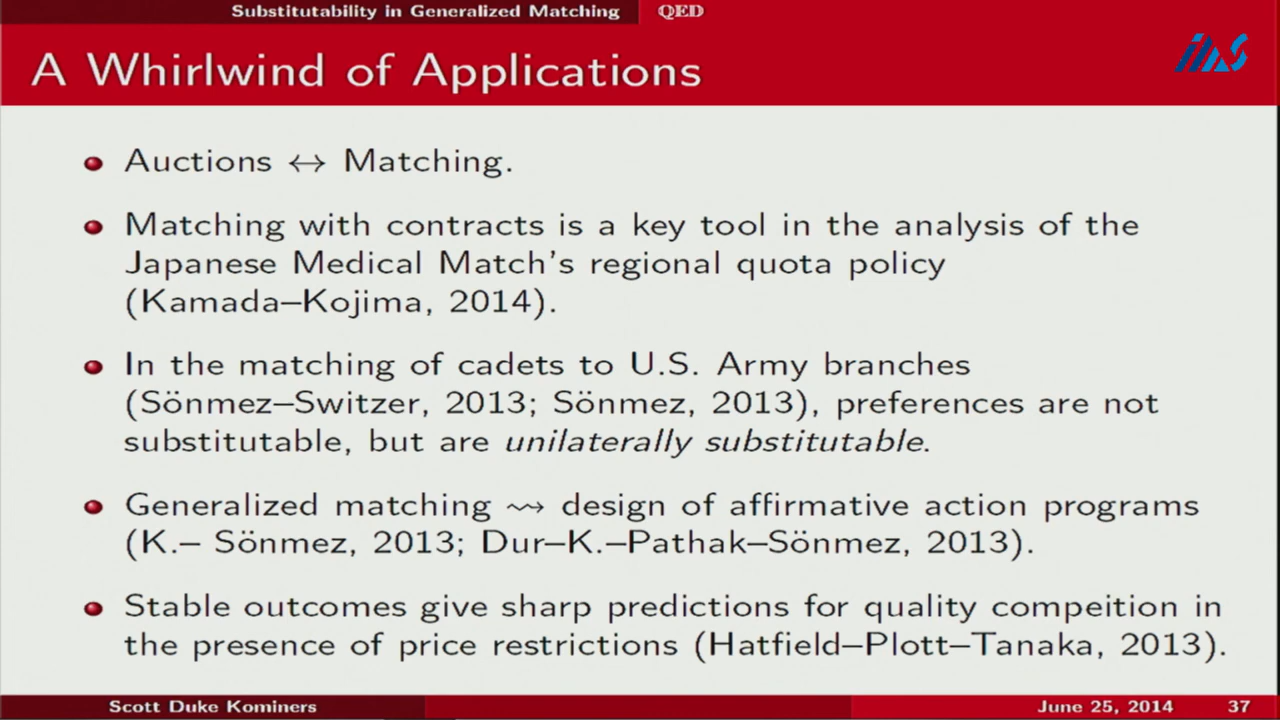 Substitutability in Generalized Matching QED
A Whirlwind of Applications
ims
Auctions ↔ Matching.
Matching with contracts is a key tool in the analysis of the
Japanese Medical Match's regional quota policy
(Kamada–Kojima, 2014).
In the matching of cadets to U.S. Army branches
(Sönmez–Switzer, 2013; Sönmez, 2013), preferences are not
substitutable, but are unilaterally substitutable.
Generalized matching ⇝ design of affirmative action programs
(K.– Sönmez, 2013; Dur–K.–Pathak–Sönmez, 2013).
Stable outcomes give sharp predictions for quality compeition in
the presence of price restrictions (Hatfield–Plott–Tanaka, 2013).
Scott Duke Kominers June 25, 2014 37